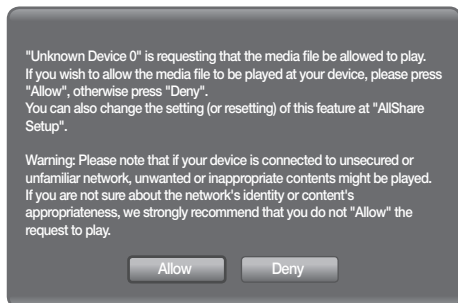 "Unknown Device 0" is requesting that the media file be allowed to play.
If you wish to allow the media file to be played at your device, please press
"Allow", otherwise press "Deny".
You can also change the setting (or resetting) of this feature at "AllShare
Setup".
Warning: Please note that if your device is connected to unsecured or
unfamiliar network, unwanted or inappropriate contents might be played.
If you are not sure about the network's identity or content's
appropriateness, we strongly recommend that you do not "Allow" the
request to play.
Allow Deny